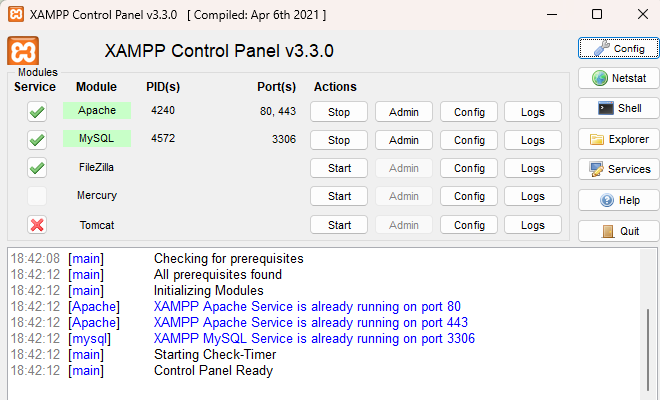 XAMPP Control Panel v3.3.0 [ Compiled: Apr 6th 2021 ]
XAMPP Control Panel v3.3.0
Config
Modules
Service Module PID(s) Port(s) Actions
Netstat
Apache 4240 80, 443 Stop Admin Config Logs
Shell
MySQL 4572 3306 Stop Admin Config Logs
Explorer
FileZilla Start Admin Config Logs
Services
Mercury Start Admin Config Logs
Help
Tomcat Start Admin Config Logs
Quit
18:42:08 [main] Checking for prerequisites
18:42:12 [main] All prerequisites found
18:42:12 [main] Initializing Modules
18:42:12 [Apache] XAMPP Apache Service is already running on port 80
18:42:12 [Apache] XAMPP Apache Service is already running on port 443
18:42:12 [mysql] XAMPP MySQL Service is already running on port 3306
18:42:12 [main] Starting Check-Timer
18:42:12 [main] Control Panel Ready